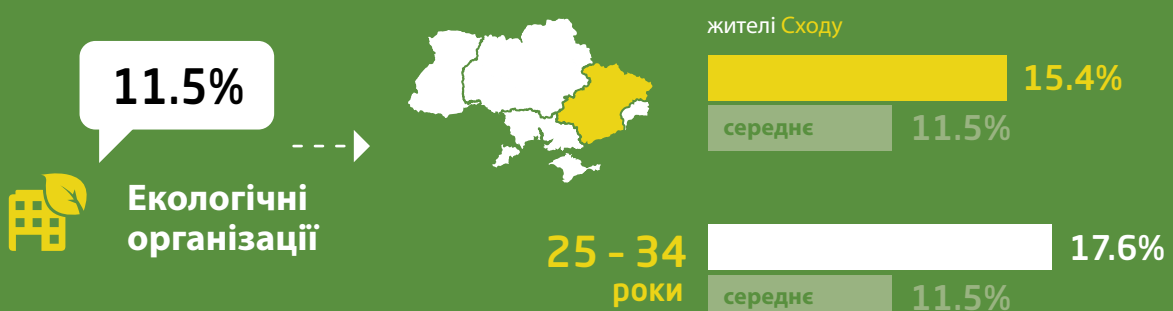 11.5%
Екологічні
організації
жителі Сходу
15.4%
середнє 11.5%
25 – 34
роки
17.6%
середнє 11.5%